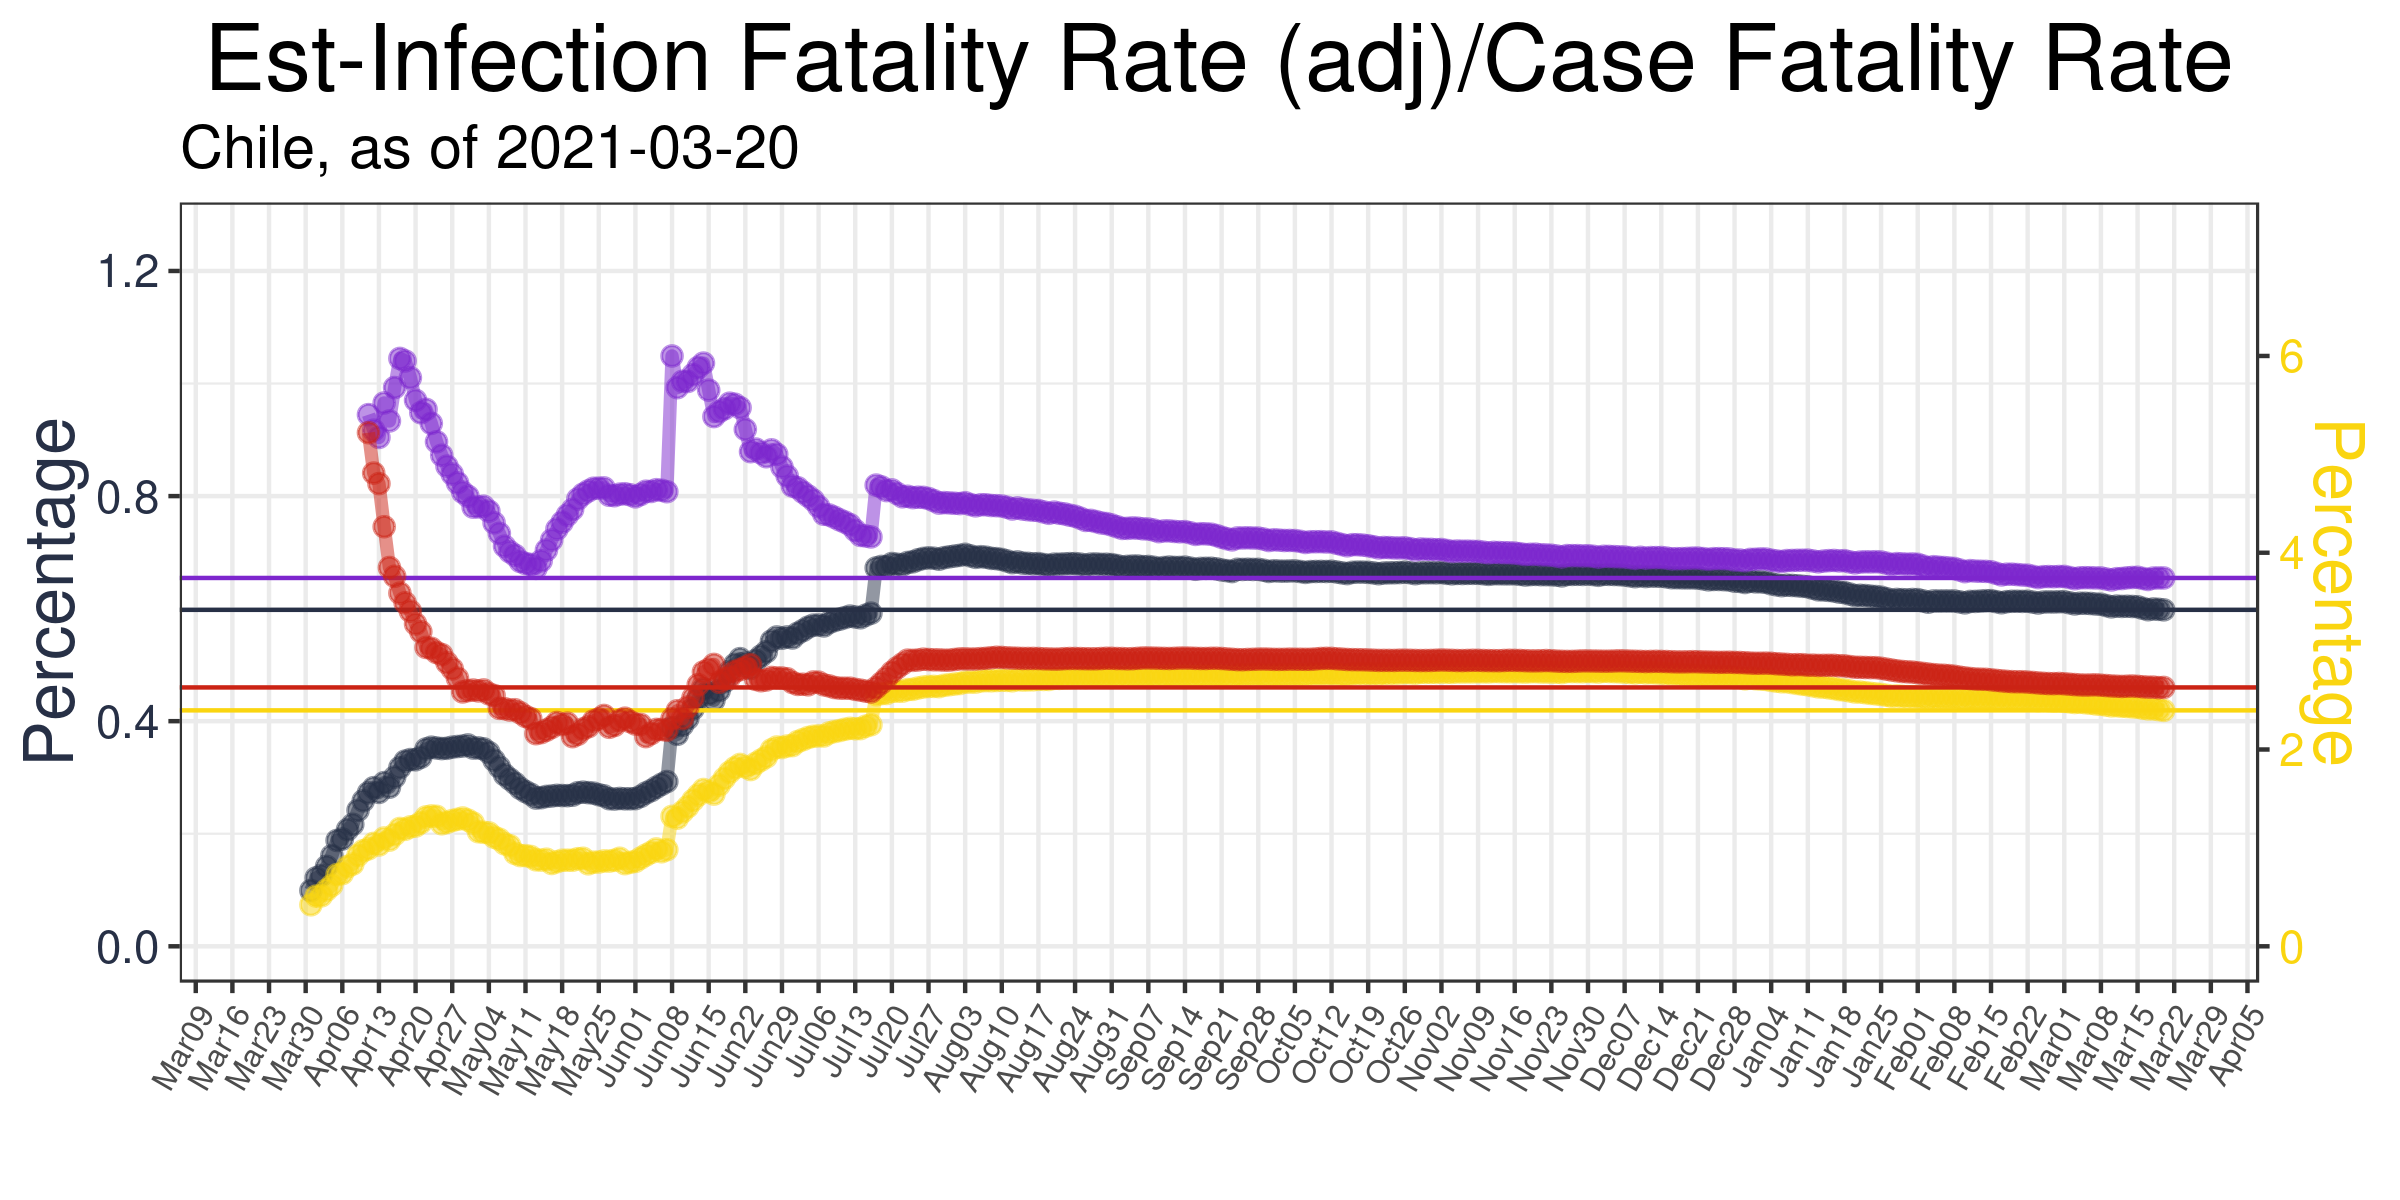 Est-Infection Fatality Rate (adj)/Case Fatality Rate
Chile, as of 2021-03-20
Percentage
1.2
0.8
0.4
0.0
6
4
2
0
Percentage
Mar09
Mar16
Mar23
Mar30
Apr06
Apr13
Apr20
Apr27
May04
May11
May18
May25
Jun01
Jun08
Jun15
Jun22
Jun29
Jul06
Jul13
Jul20
Jul27
Aug03
Aug10
Aug17
Aug24
Aug31
Sep07
Sep14
Sep21
Sep28
Oct05
Oct12
Oct19
Oct26
Nov02
Nov09
Nov16
Nov23
Nov30
Dec07
Dec14
Dec21
Dec28
Dec04
Jan11
Jan18
Jan25
Feb01
Feb08
Feb15
Feb22
Mar01
Mar08
Mar15
Mar22
Mar29
Apr05